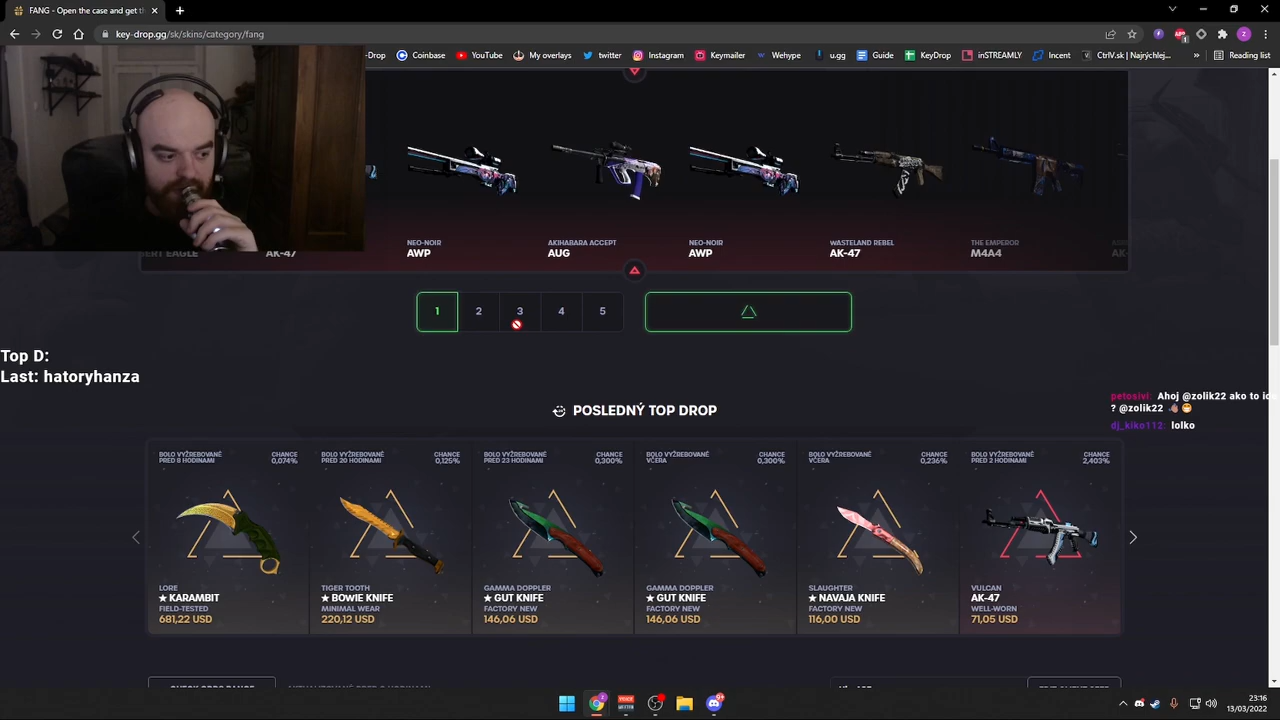 FANG - Open the case and get th
key-drop.gg/sk/skins/category/fang
-Drop
Coinbase
YouTube
My overlays
twitter
Instagram
Keymailer
Wehype
u.gg
Guide
KeyDrop
inSTREAMLY
Incent
CtrlV.sk | Najrýchlej...
Reading list
AK-47
NEO-NOIR
AWP
AKIHABARA ACCEPT
AUG
NEO-NOIR
AWP
WASTELAND REBEL
AK-47
THE EMPEROR
M4A4
AK-
1
2
3
4
5
Top D:
Last: hatoryhanza
petosivi: Ahoj @zolik22 ako to ide
? @zolik22
dj_kiko112: lolko
POSLEDNÝ TOP DROP
BOLO VYŽREBOVANÉ
PRED 8 HODINAMI
CHANCE
0,074%
LORE
★ KARAMBIT
FIELD-TESTED
681,22 USD
BOLO VYŽREBOVANÉ
PRED 20 HODINAMI
CHANCE
0,125%
TIGER TOOTH
★ BOWIE KNIFE
MINIMAL WEAR
220,12 USD
BOLO VYŽREBOVANÉ
PRED 23 HODINAMI
CHANCE
0,300%
GAMMA DOPPLER
★ GUT KNIFE
FACTORY NEW
146,06 USD
BOLO VYŽREBOVANÉ
VČERA
CHANCE
0,300%
GAMMA DOPPLER
★ GUT KNIFE
FACTORY NEW
146,06 USD
BOLO VYŽREBOVANÉ
VČERA
CHANCE
0,236%
SLAUGHTER
★ NAVAJA KNIFE
FACTORY NEW
116,00 USD
BOLO VYŽREBOVANÉ
PRED 2 HODINAMI
CHANCE
2,403%
VULCAN
AK-47
WELL-WORN
71,05 USD
23:16
13/03/2022